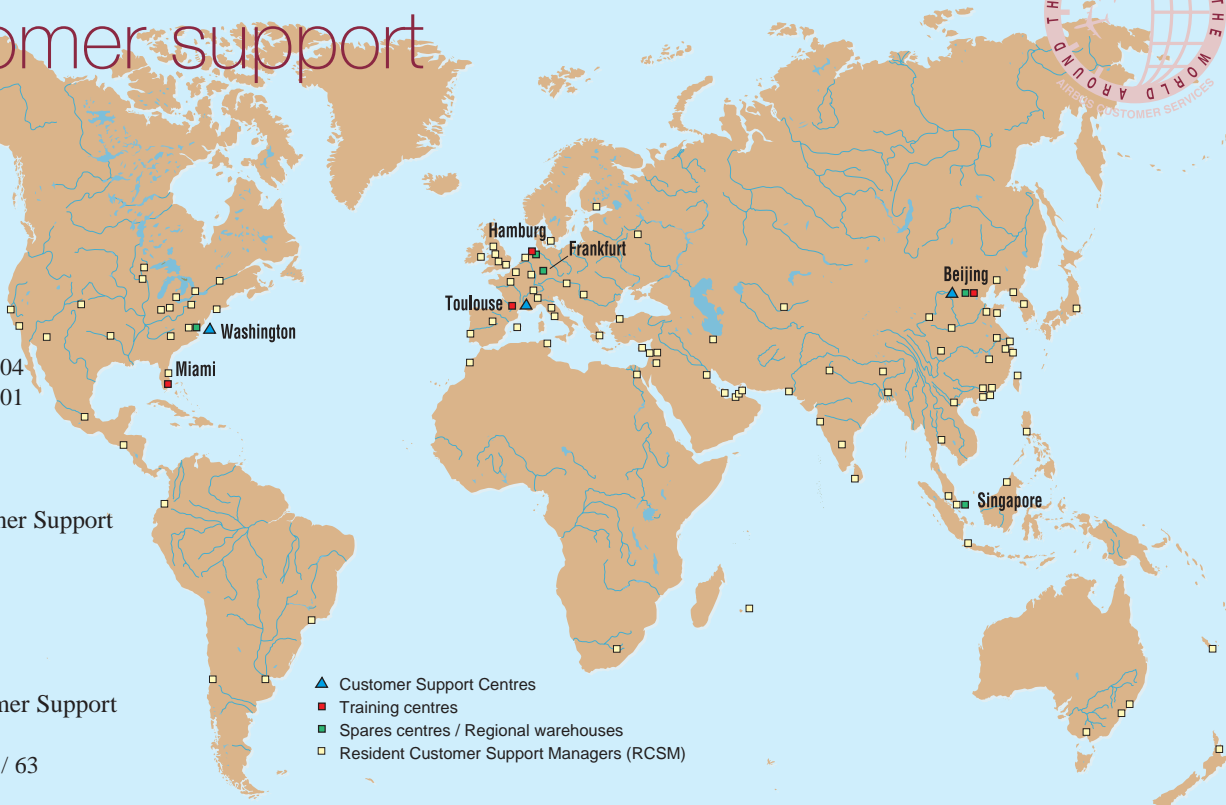 omer support
THE WORLD AROUND TH
AIRBUS CUSTOMER SERVICES
Hamburg
Frankfurt
Beijing
Toulouse
Washington
04
Miami
01
Singapore
mer Support
Customer Support Centres
Training centres
mer Support
Spares centres / Regional warehouses
Resident Customer Support Managers (RCSM)
/ 63